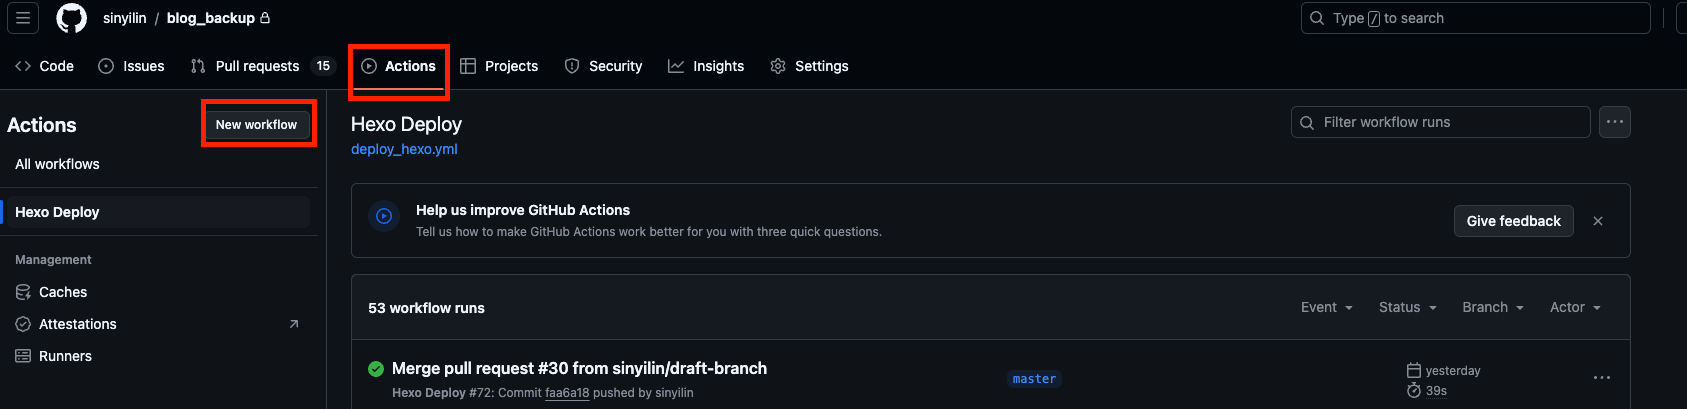 sinyilin / blog_backup
Type / to search
Code
Issues
Pull requests 15
Actions
Projects
Security
Insights
Settings
Actions
New workflow
All workflows
Hexo Deploy
Management
Caches
Attestations
Runners
Hexo Deploy
deploy_hexo.yml
Filter workflow runs
Help us improve GitHub Actions
Tell us how to make GitHub Actions work better for you with three quick questions.
Give feedback
53 workflow runs
Event
Status
Branch
Actor
Merge pull request #30 from sinyilin/draft-branch
Hexo Deploy #72: Commit faa6a18 pushed by sinyilin
master
yesterday
39s